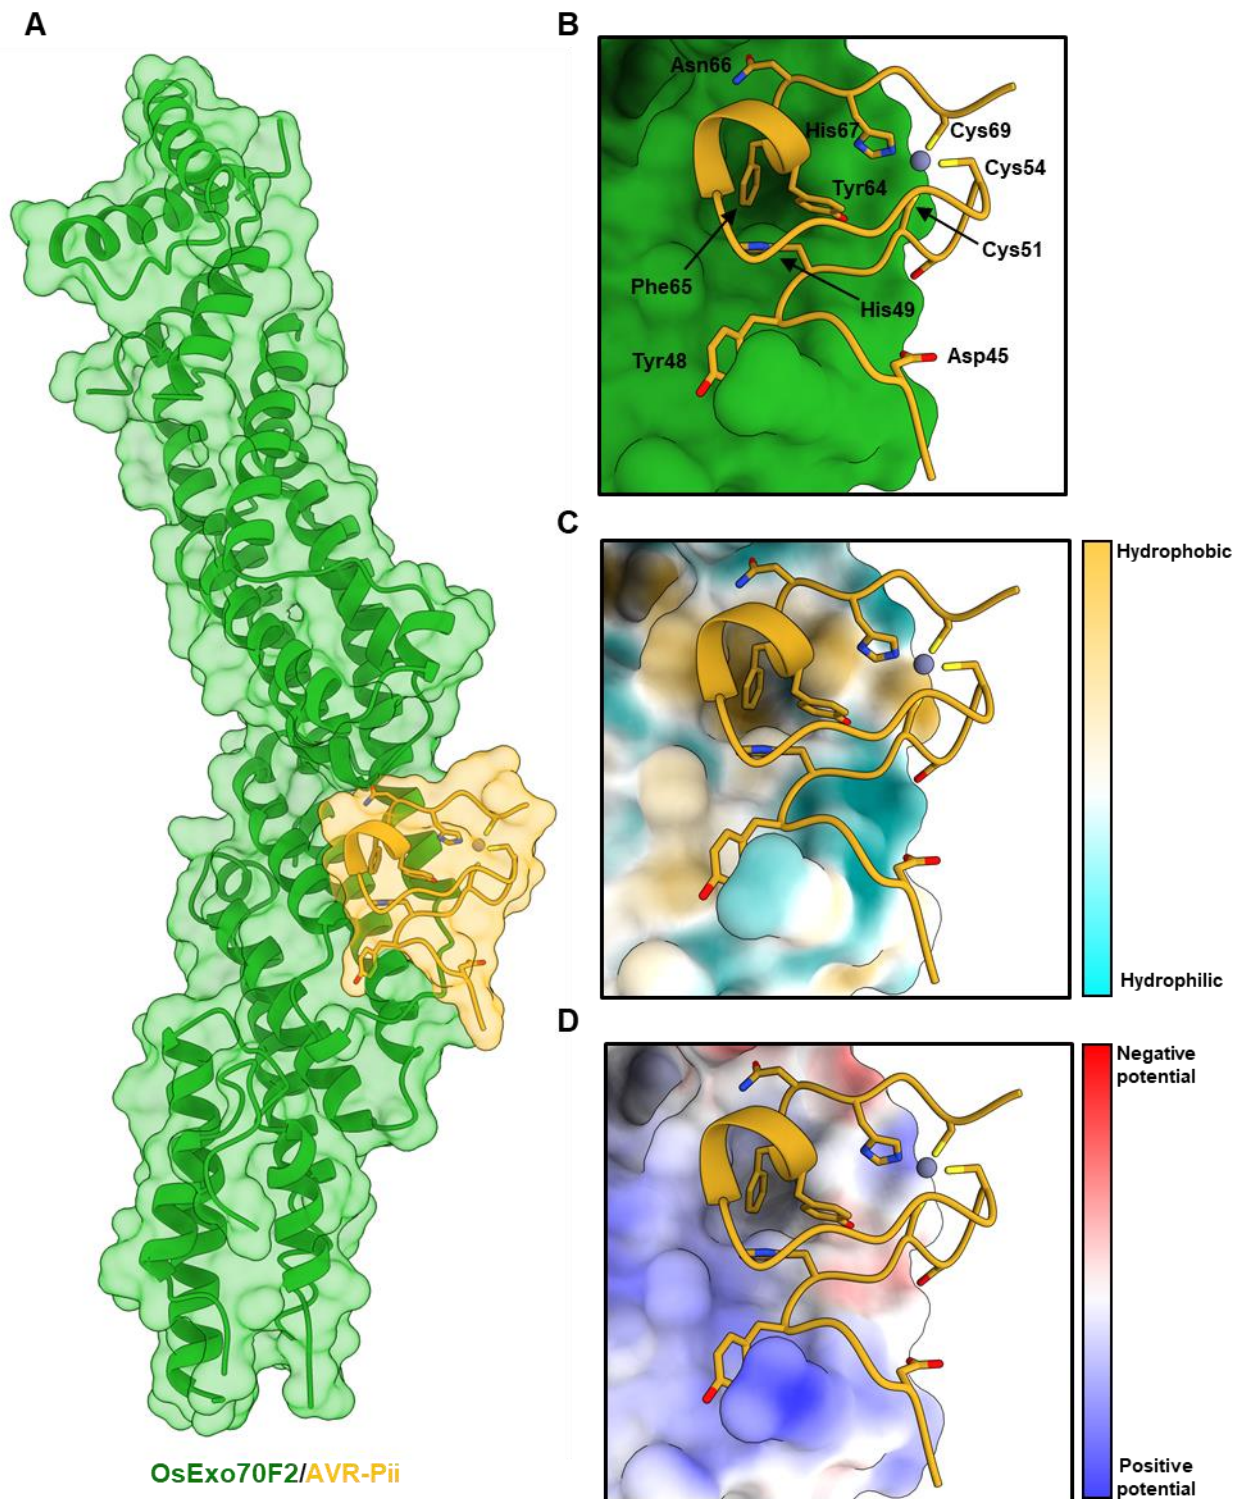 A
B
Asn66
His67
Cys69
Cys54
Tyr64
Cys51
Phe65
His49
Tyr48
Asp45
C
Hydrophobic
Hydrophilic
D
Negative
potential
Positive
potential
OsExo70F2/AVR-Pii